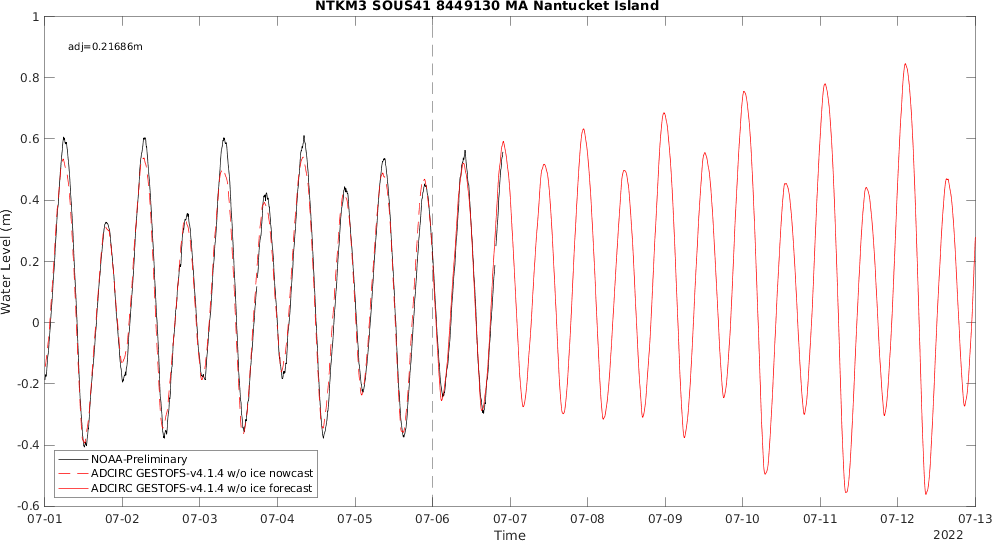 NTKM3 SOUS41 8449130 MA Nantucket Island
adj=0.21686m
1
0.8
0.6
0.4
0.2
0
-0.2
-0.4
-0.6
Water Level (m)
NOAA-Preliminary
ADCIRC GESTOFS-v4.1.4 w/o ice nowcast
ADCIRC GESTOFS-v4.1.4 w/o ice forecast
07-01 07-02 07-03 07-04 07-05 07-06 07-07 07-08 07-09 07-10 07-11 07-12 07-13
Time
2022